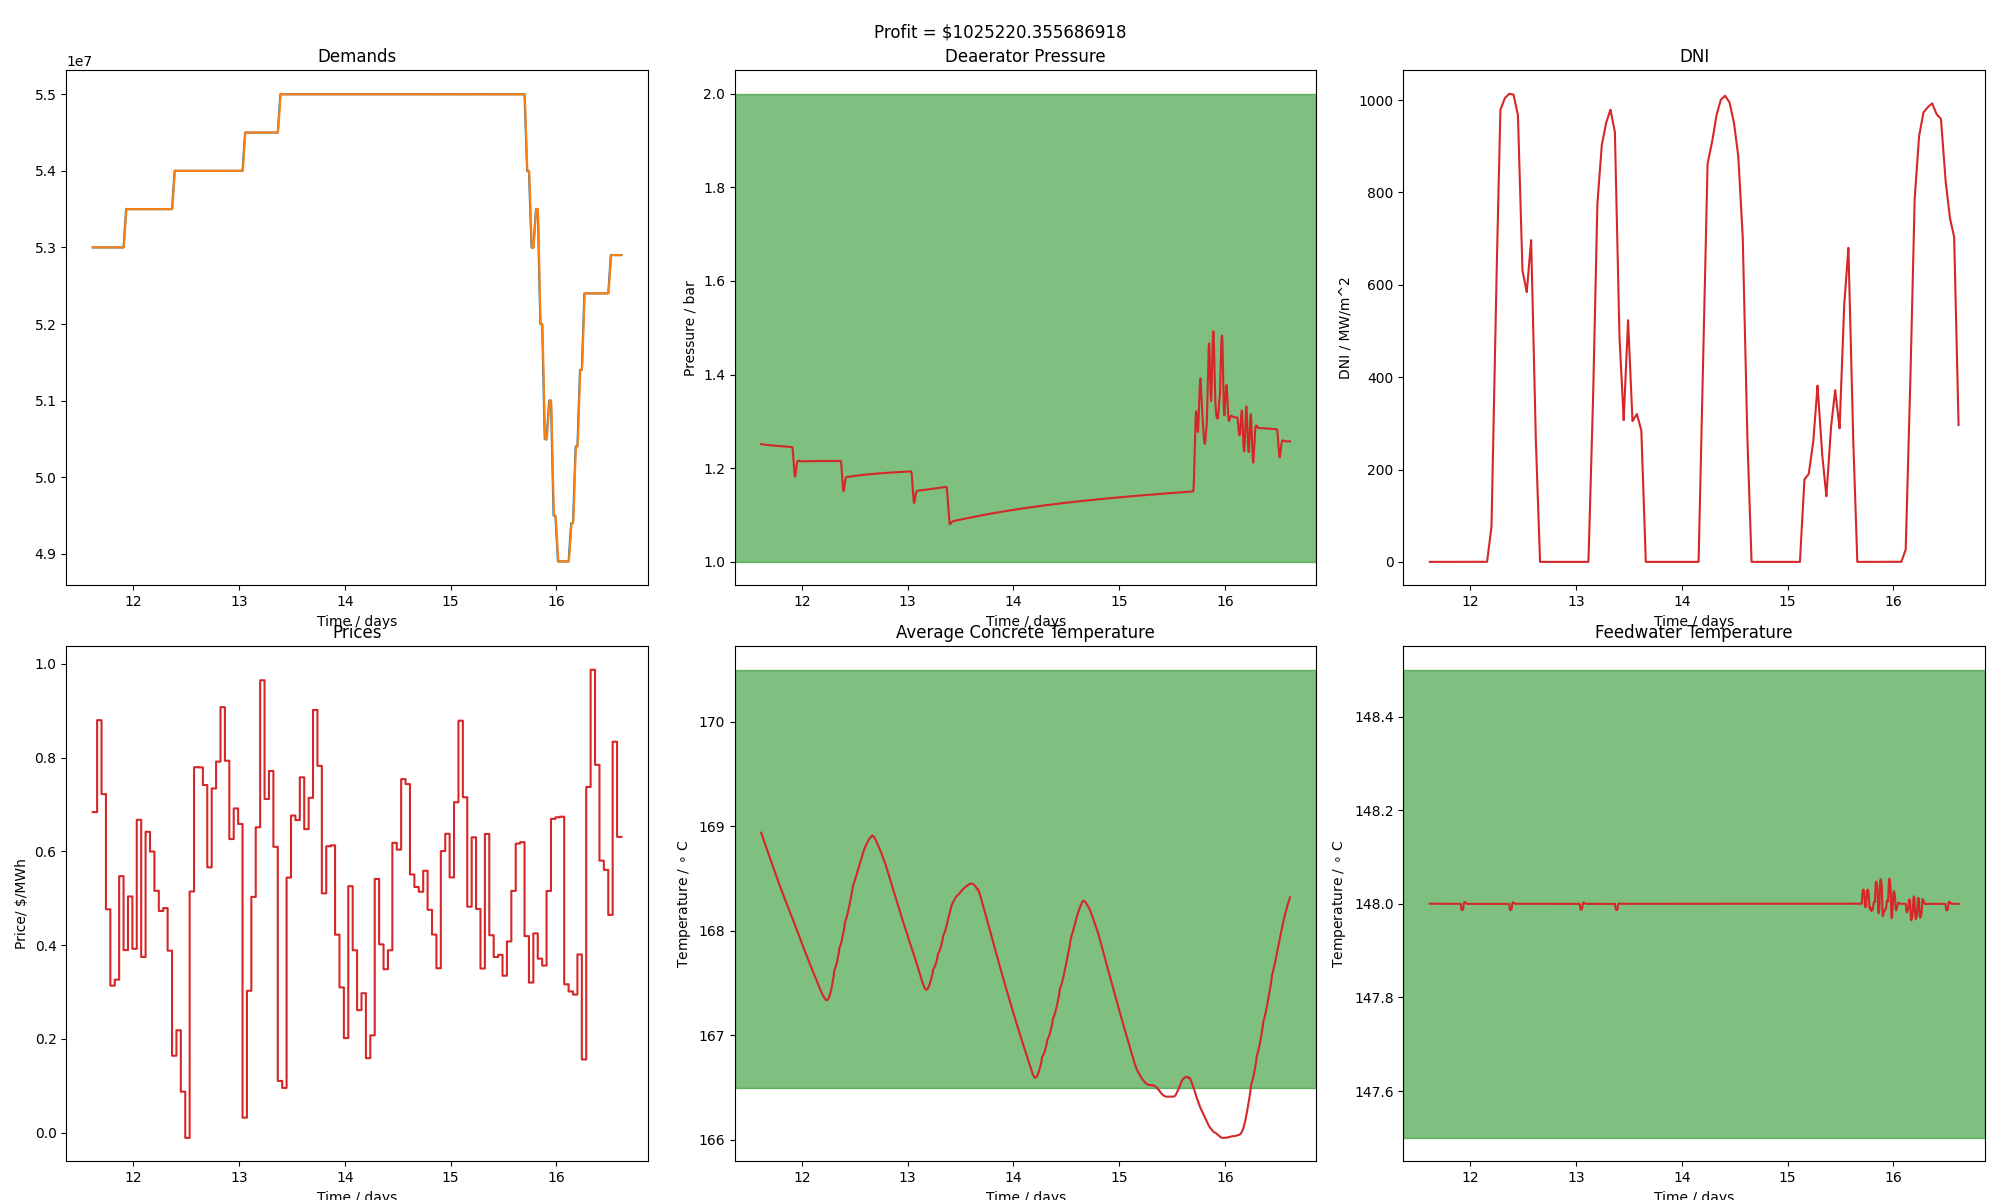 Profit = $1025220.355686918
Demands
1e7
5.5
5.4
5.3
5.2
5.1
5.0
4.9
12 13 14 15 16
Time / days
Deaerator Pressure
Pressure / bar
2.0
1.8
1.6
1.4
1.2
1.0
12 13 14 15 16
Time / days
DNI
DNI / MW/m^2
1000
800
600
400
200
0
12 13 14 15 16
Time / days
Prices
Price/ $/MWh
1.0
0.8
0.6
0.4
0.2
0.0
12 13 14 15 16
Time / days
Average Concrete Temperature
Temperature / ∘ C
170
169
168
167
166
12 13 14 15 16
Time / days
Feedwater Temperature
Temperature / ∘ C
148.4
148.2
148.0
147.8
147.6
12 13 14 15 16
Time / days